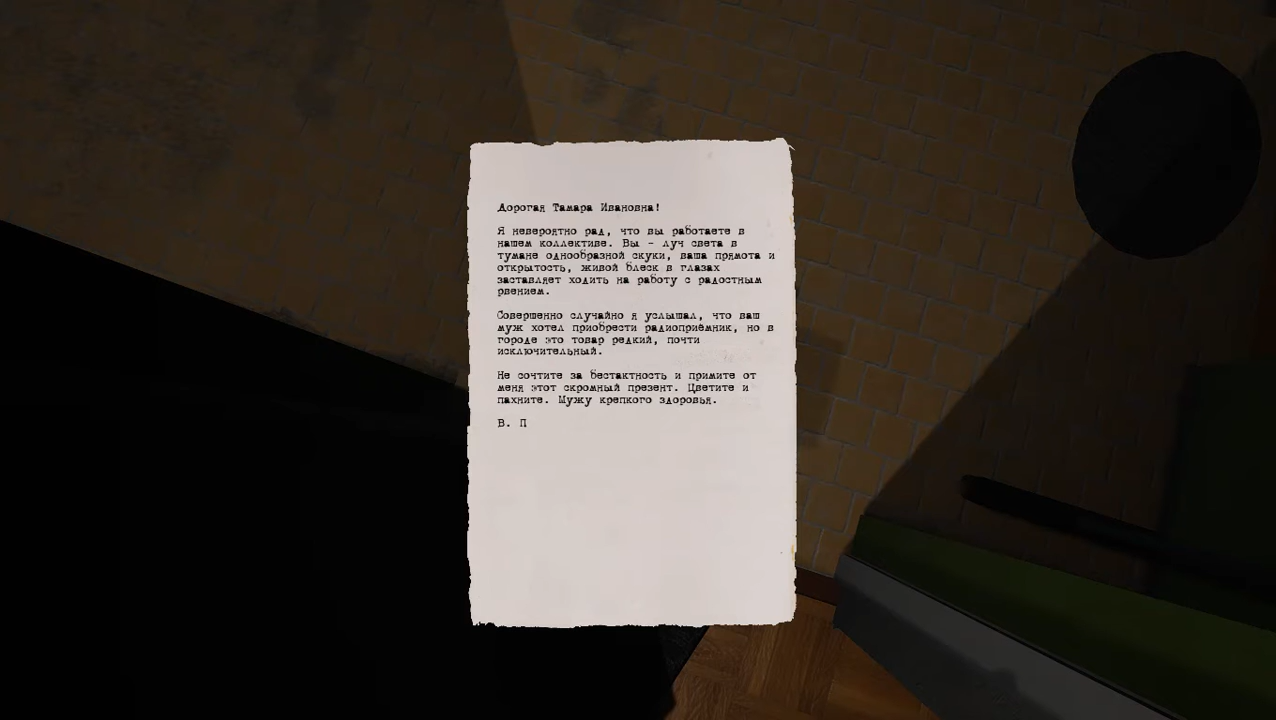 Дорогая Тамара Ивановна!
Я невероятно рад, что вы работаете в
нашем коллективе. Вы - луч света в
тумане однообразной скуки, ваша прямота и
открытость, живой блеск в глазах
заставляет ходить на работу с радостным
рвением.
Совершенно случайно я услышал, что ваш
муж хотел приобрести радиоприёмник, но в
городе это товар редкий, почти
исключительный.
Не сочтите за бестактность и примите от
меня этот скромный презент. Цветите и
пахните. Мужу крепкого здоровья.
В. П